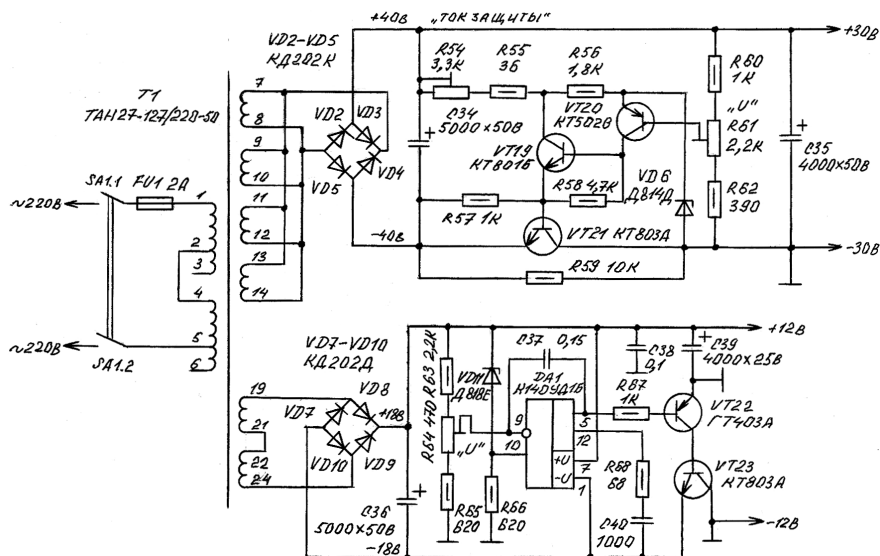 +40В
„ТОК ЗАЩИТЫ"
+30В
VD2-VD5
КД202К
R54
3,3К
R55
36
R56
1,8К
R60
1К
T1
ТАН27-127/220-50
7
8
VD2
VD3
C34
5000×50В
+
VT20
КТ502В
„U"
R61
2,2К
+
C35
4000×50В
9
10
VD5
VD4
VT19
КТ801Б
R58 4,7К
VD6
Д814Д
R62
390
SA1.1
FU1 2А
~220В
1
11
12
R57 1К
VT21 КТ803А
2
3
-40В
-30В
13
14
R59 10К
4
5
6
~220В
SA1.2
VD7-VD10
КД202Д
+12В
19
21
22
24
VD7
VD8
+18В
VD10
VD9
R63 2,2К
R64 470
„U"
VD11
Д818Е
C37
0,15
DA1
К140УД1Б
9
10
5
12
+U
7
-U
1
C38
0,1
+
C39
4000×25В
R67
1К
VT22
ГТ403А
R68
68
VT23
КТ803А
C36
5000×50В
+
R65
820
R66
820
C40
1000
-12В
-18В